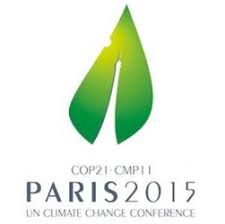 COP21·CMP11
PARIS2015
UN CLIMATE CHANGE CONFERENCE